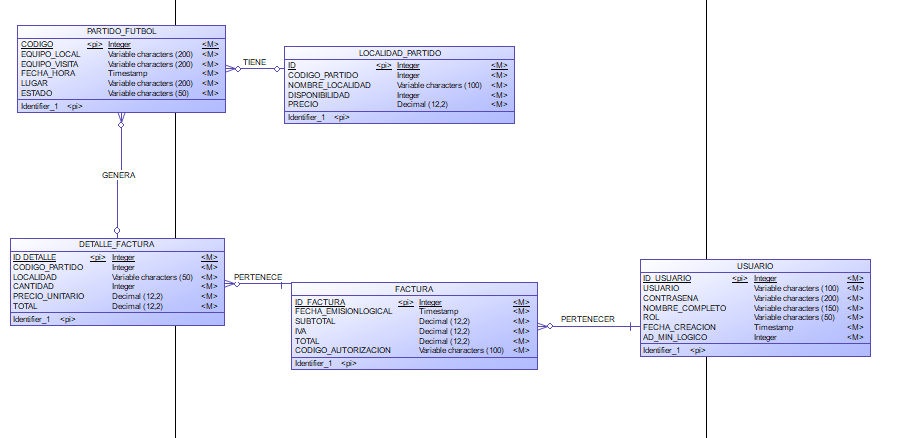 PARTIDO_FUTBOL
CODIGO <pi> Integer <M>
EQUIPO_LOCAL Variable characters (200) <M>
EQUIPO_VISITA Variable characters (200) <M>
FECHA_HORA Timestamp <M>
LUGAR Variable characters (200) <M>
ESTADO Variable characters (50) <M>
Identifier_1 <pi>
TIENE
LOCALIDAD_PARTIDO
ID <pi> Integer <M>
CODIGO_PARTIDO Integer <M>
NOMBRE_LOCALIDAD Variable characters (100) <M>
DISPONIBILIDAD Integer <M>
PRECIO Decimal (12,2) <M>
Identifier_1 <pi>
GENERA
DETALLE_FACTURA
ID DETALLE <pi> Integer <M>
CODIGO_PARTIDO Integer <M>
LOCALIDAD Variable characters (50) <M>
CANTIDAD Integer <M>
PRECIO_UNITARIO Decimal (12,2) <M>
TOTAL Decimal (12,2) <M>
Identifier_1 <pi>
PERTENECE
FACTURA
ID_FACTURA <pi> Integer <M>
FECHA_EMISIONLOGICAL Timestamp <M>
SUBTOTAL Decimal (12,2) <M>
IVA Decimal (12,2) <M>
TOTAL Decimal (12,2) <M>
CODIGO_AUTORIZACION Variable characters (100) <M>
Identifier_1 <pi>
PERTENECER
USUARIO
ID_USUARIO <pi> Integer <M>
USUARIO Variable characters (100) <M>
CONTRASENA Variable characters (200) <M>
NOMBRE_COMPLETO Variable characters (150) <M>
ROL Variable characters (50) <M>
FECHA_CREACION Timestamp <M>
AD_MIN_LOGICO Integer <M>
Identifier_1 <pi>